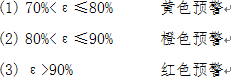 (1) 70%< ε ≤80% 黄色预警
(2) 80%< ε ≤90% 橙色预警
(3) ε >90% 红色预警